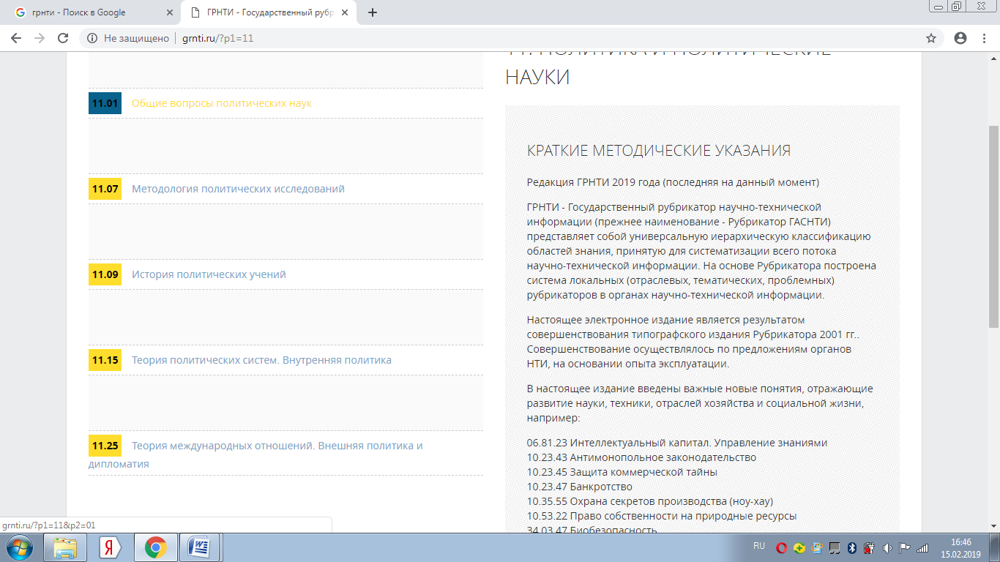 грнти - Поиск в Google
ГРНТИ - Государственный рубр
Не защищено
grnti.ru/?p1=11
11. ПОЛИТИКА И ПОЛИТИЧЕСКИЕ
НАУКИ
11.01 Общие вопросы политических наук
11.07 Методология политических исследований
11.09 История политических учений
11.15 Теория политических систем. Внутренняя политика
11.25 Теория международных отношений. Внешняя политика и
дипломатия
КРАТКИЕ МЕТОДИЧЕСКИЕ УКАЗАНИЯ
Редакция ГРНТИ 2019 года (последняя на данный момент)
ГРНТИ - Государственный рубрикатор научно-технической
информации (прежнее наименование - Рубрикатор ГАСНТИ)
представляет собой универсальную иерархическую классификацию
областей знания, принятую для систематизации всего потока
научно-технической информации. На основе Рубрикатора построена
система локальных (отраслевых, тематических, проблемных)
рубрикаторов в органах научно-технической информации.
Настоящее электронное издание является результатом
совершенствования типографского издания Рубрикатора 2001 гг..
Совершенствование осуществлялось по предложениям органов
НТИ, на основании опыта эксплуатации.
В настоящее издание введены важные новые понятия, отражающие
развитие науки, техники, отраслей хозяйства и социальной жизни,
например:
06.81.23 Интеллектуальный капитал. Управление знаниями
10.23.43 Антимонопольное законодательство
10.23.45 Защита коммерческой тайны
10.23.47 Банкротство
10.35.55 Охрана секретов производства (ноу-хау)
10.53.22 Право собственности на природные ресурсы
34.03.47 Биобезопасность
grnti.ru/?p1=11&p2=01
RU
16:46
15.02.2019